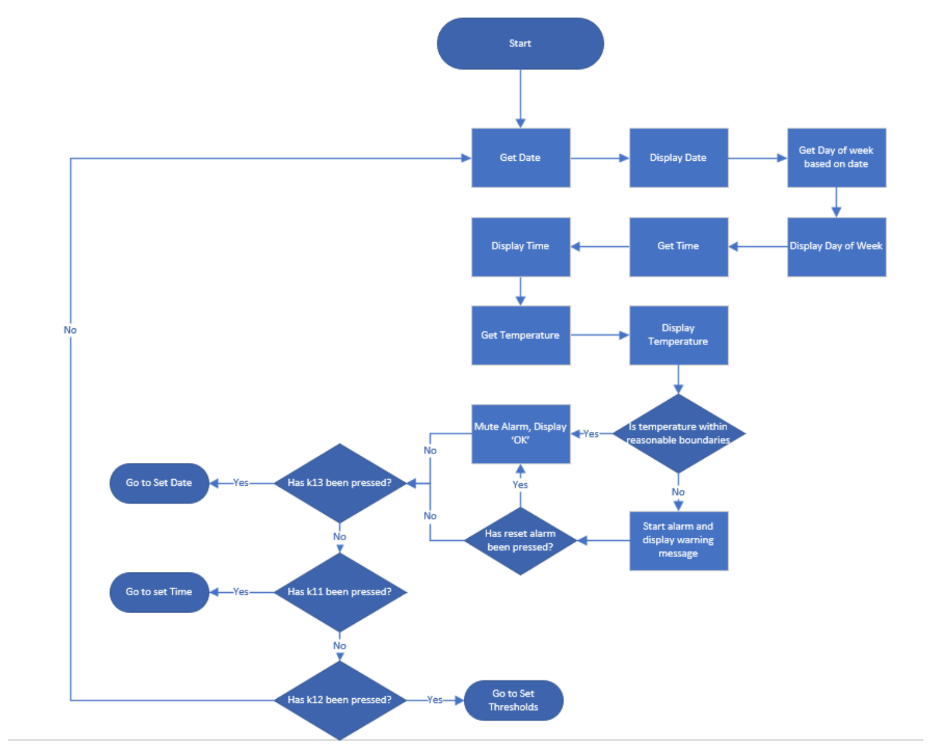 Start
Get Date
Display Date
Get Day of week
based on date
Display Time
Get Time
Display Day of Week
No
Get Temperature
Display
Temperature
Mute Alarm, Display
‘OK’
Yes
Is temperature within
reasonable boundaries
No
Go to Set Date
Yes
Has k13 been pressed?
Yes
No
No
Has reset alarm
been pressed?
Start alarm and
display warning
message
No
Go to set Time
Yes
Has k11 been pressed?
No
Has k12 been pressed?
Yes
Go to Set
Thresholds